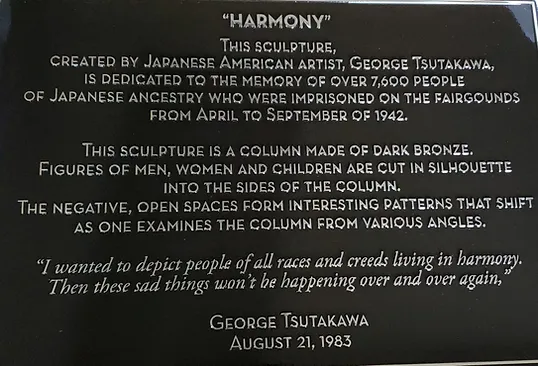 "HARMONY"
THIS SCULPTURE,
CREATED BY JAPANESE AMERICAN ARTIST, GEORGE TSUTAKAWA,
IS DEDICATED TO THE MEMORY OF OVER 7,600 PEOPLE
OF JAPANESE ANCESTRY WHO WERE IMPRISONED ON THE FAIRGOUNDS
FROM APRIL TO SEPTEMBER OF 1942.
THIS SCULPTURE IS A COLUMN MADE OF DARK BRONZE.
FIGURES OF MEN, WOMEN AND CHILDREN ARE CUT IN SILHOUETTE
INTO THE SIDES OF THE COLUMN.
THE NEGATIVE, OPEN SPACES FORM INTERESTING PATTERNS THAT SHIFT
AS ONE EXAMINES THE COLUMN FROM VARIOUS ANGLES.
"I wanted to depict people of all races and creeds living in harmony.
Then these sad things won't be happening over and over again,"
GEORGE TSUTAKAWA
AUGUST 21, 1983